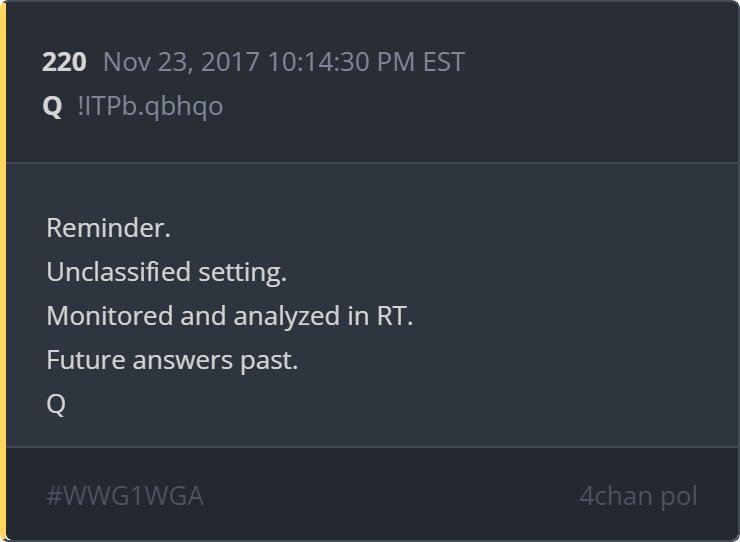 220 Nov 23, 2017 10:14:30 PM EST
Q !ITPb.qbhqo
Reminder.
Unclassified setting.
Monitored and analyzed in RT.
Future answers past.
Q
#WWG1WGA 4chan pol